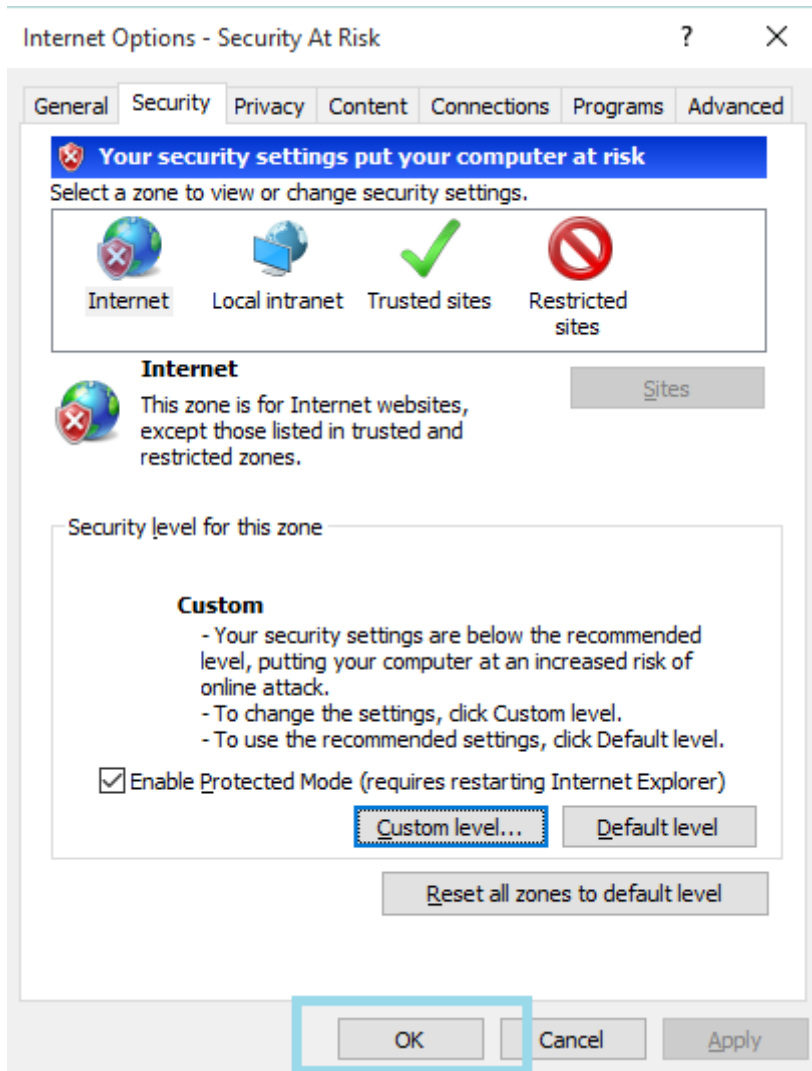 Internet Options - Security At Risk
General Security Privacy Content Connections Programs Advanced
Your security settings put your computer at risk
Select a zone to view or change security settings.
Internet Local intranet Trusted sites Restricted
sites
Internet
Sites
This zone is for Internet websites,
except those listed in trusted and
restricted zones.
Security level for this zone
Custom
- Your security settings are below the recommended
level, putting your computer at an increased risk of
online attack.
- To change the settings, click Custom level.
- To use the recommended settings, click Default level.
Enable Protected Mode (requires restarting Internet Explorer)
Custom level... Default level
Reset all zones to default level
OK Cancel Apply